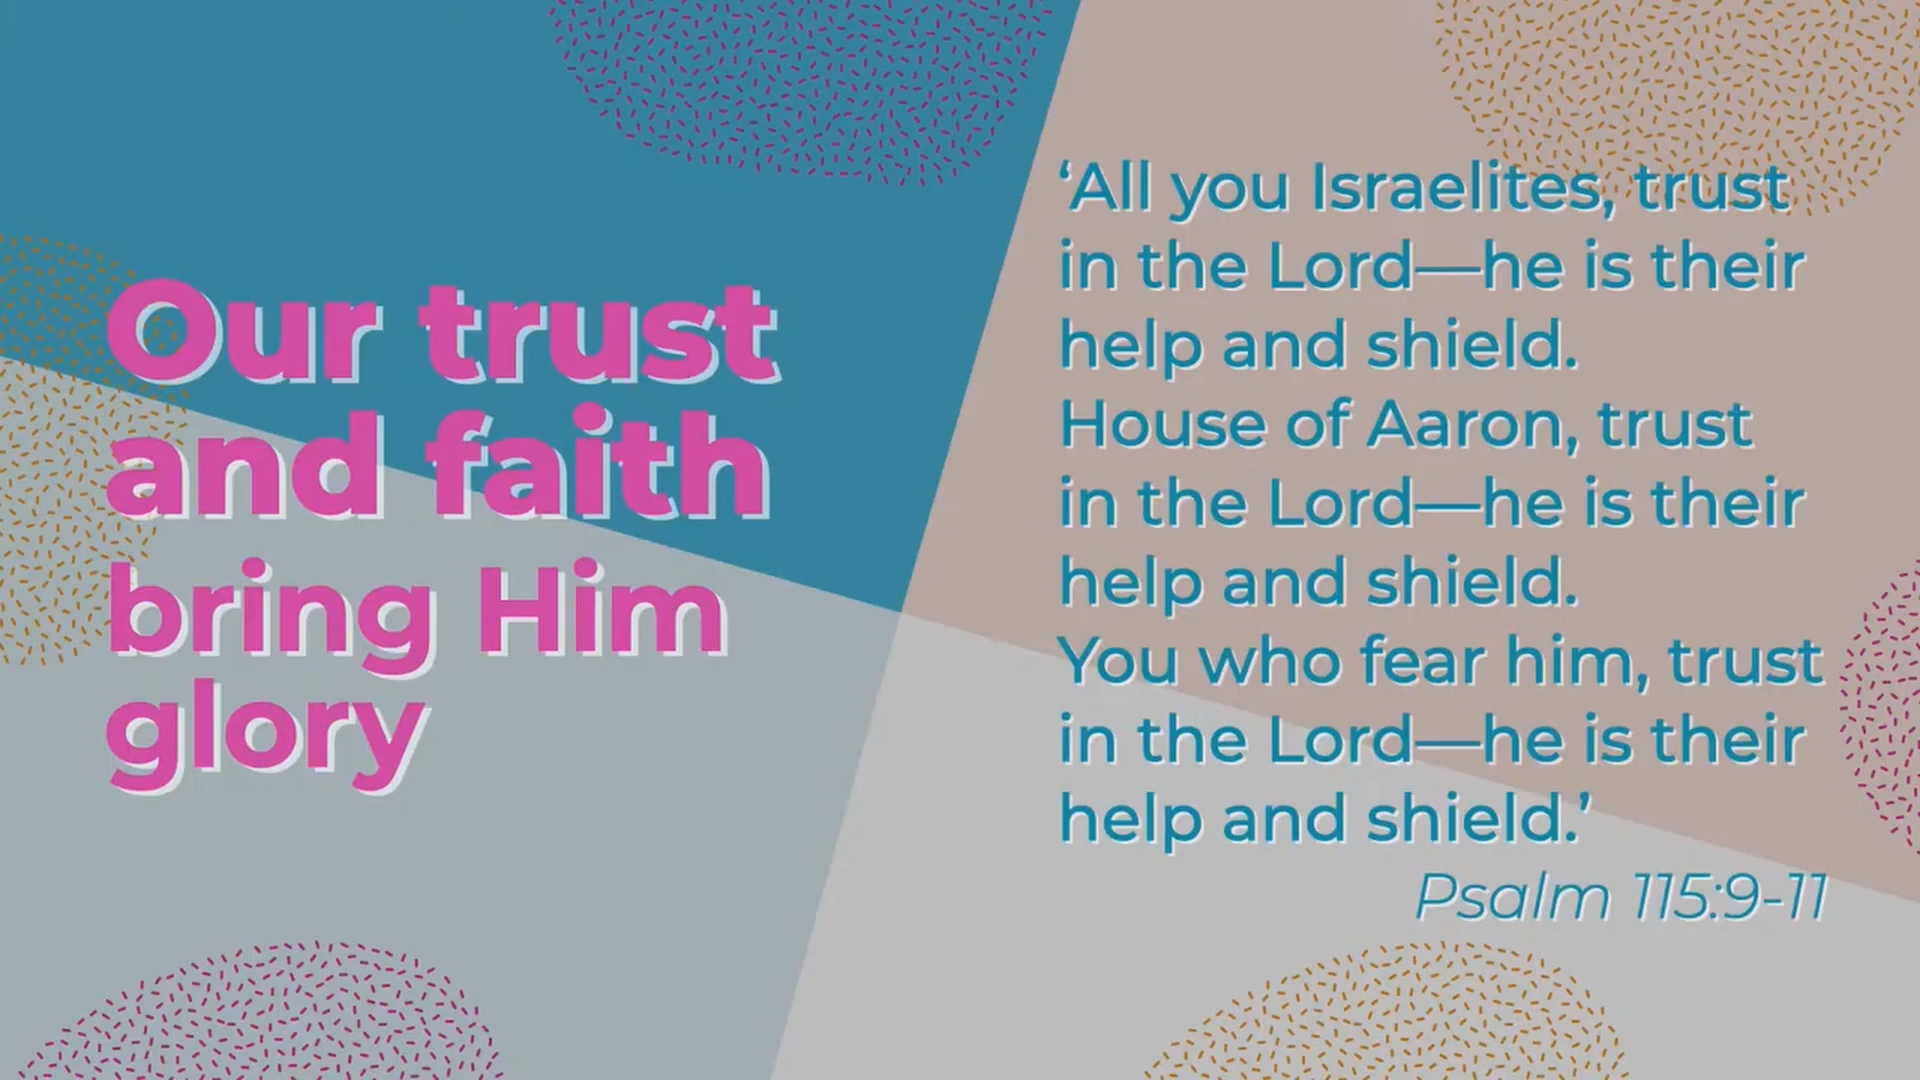 Our trust
and faith
bring Him
glory
‘All you Israelites, trust
in the Lord—he is their
help and shield.
House of Aaron, trust
in the Lord—he is their
help and shield.
You who fear him, trust
in the Lord—he is their
help and shield.’
Psalm 115:9-11